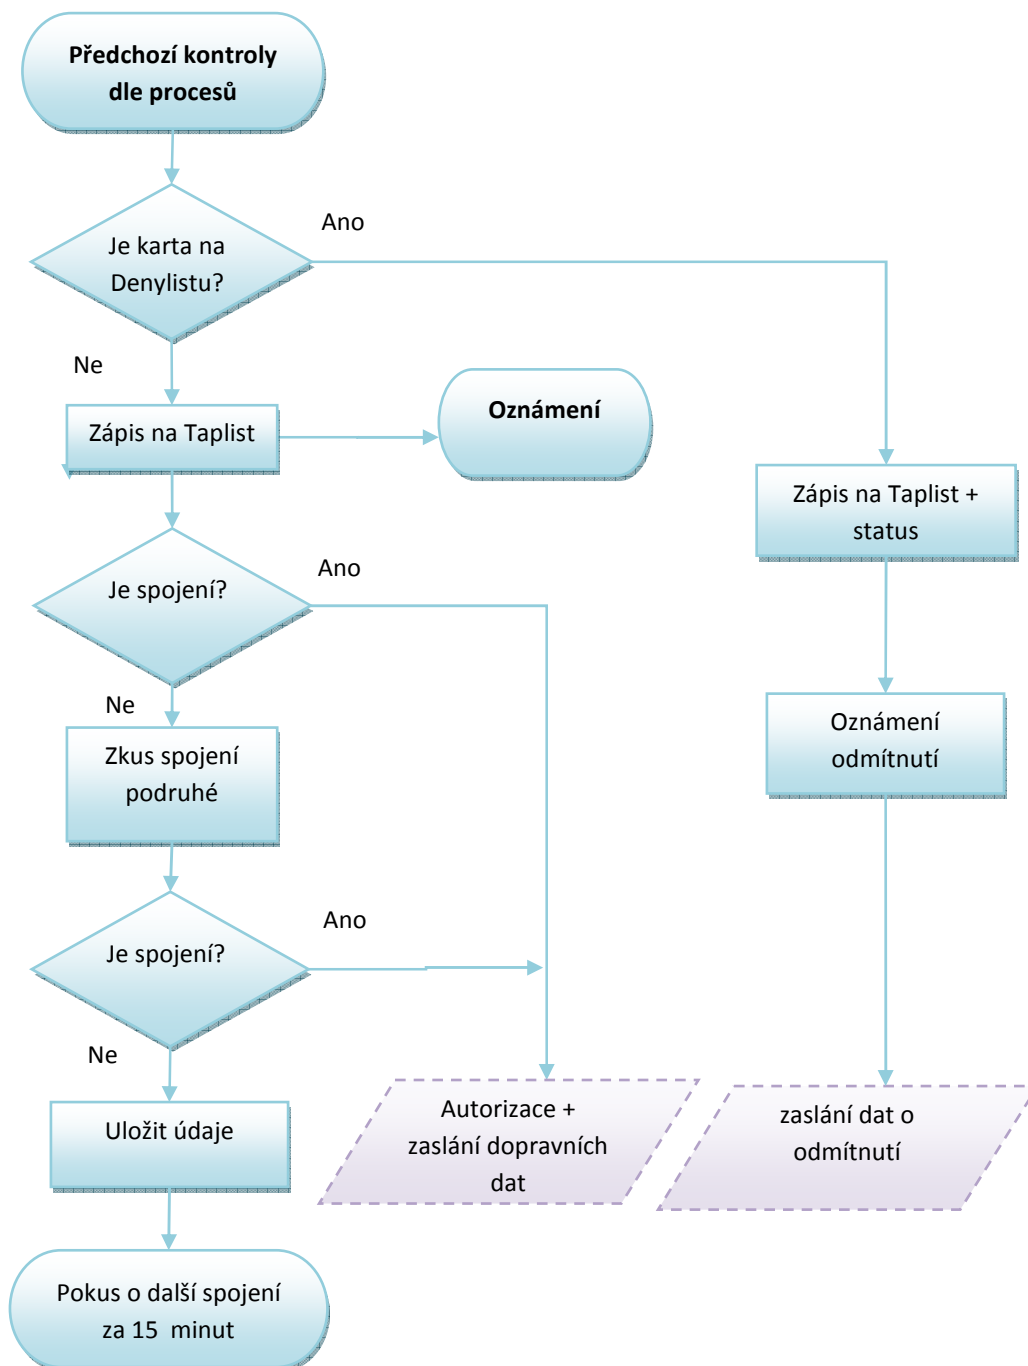 Předchozí kontroly
dle procesů
Ano
Je karta na
Denylistu?
Ne
Zápis na Taplist
Oznámení
Zápis na Taplist +
status
Je spojení?
Ano
Ne
Zkus spojení
podruhé
Oznámení
odmítnutí
Je spojení?
Ano
Ne
Uložit údaje
Autorizace +
zaslání dopravních
dat
zaslání dat o
odmítnutí
Pokus o další spojení
za 15 minut